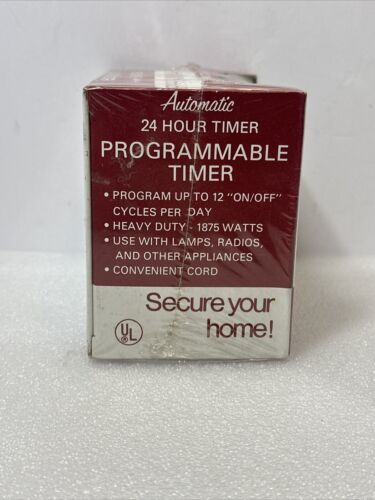 Automatic
24 HOUR TIMER
PROGRAMMABLE
TIMER
• PROGRAM UP TO 12 "ON/OFF"
CYCLES PER DAY
• HEAVY DUTY - 1875 WATTS
• USE WITH LAMPS, RADIOS,
AND OTHER APPLIANCES
• CONVENIENT CORD
Secure your
home!
UL